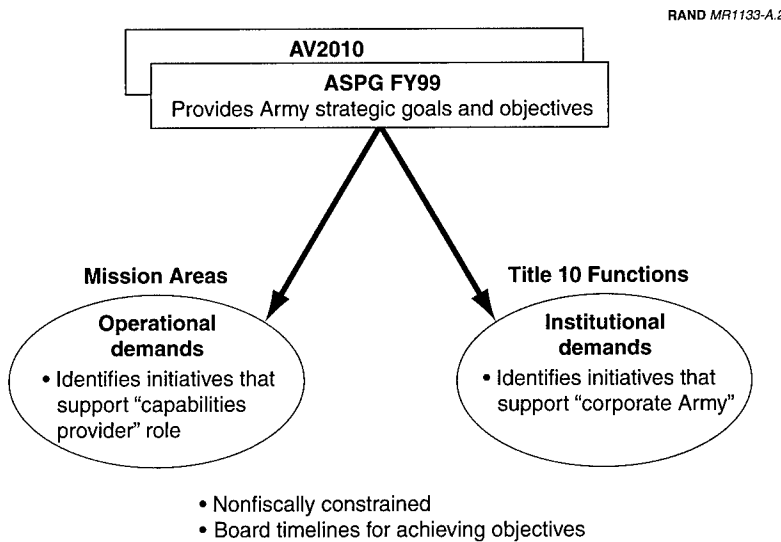 RAND MR1133-A.2
AV2010
ASPG FY99
Provides Army strategic goals and objectives
Mission Areas
Operational
demands
• Identifies initiatives that
support “capabilities
provider” role
Title 10 Functions
Institutional
demands
• Identifies initiatives that
support “corporate Army”
• Nonfiscally constrained
• Board timelines for achieving objectives